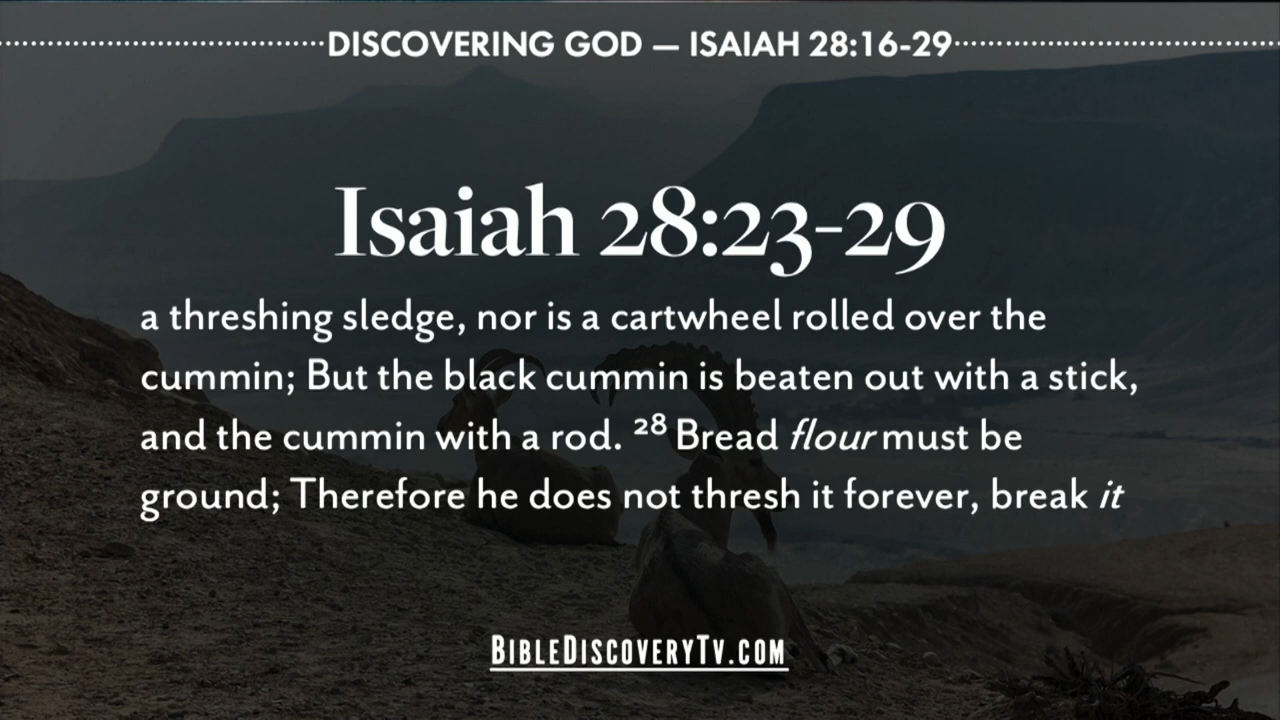 DISCOVERING GOD — ISAIAH 28:16-29
Isaiah 28:23-29
a threshing sledge, nor is a cartwheel rolled over the
cummin; But the black cummin is beaten out with a stick,
and the cummin with a rod. ²⁸ Bread flour must be
ground; Therefore he does not thresh it forever, break it
BIBLEDISCOVERYTV.COM